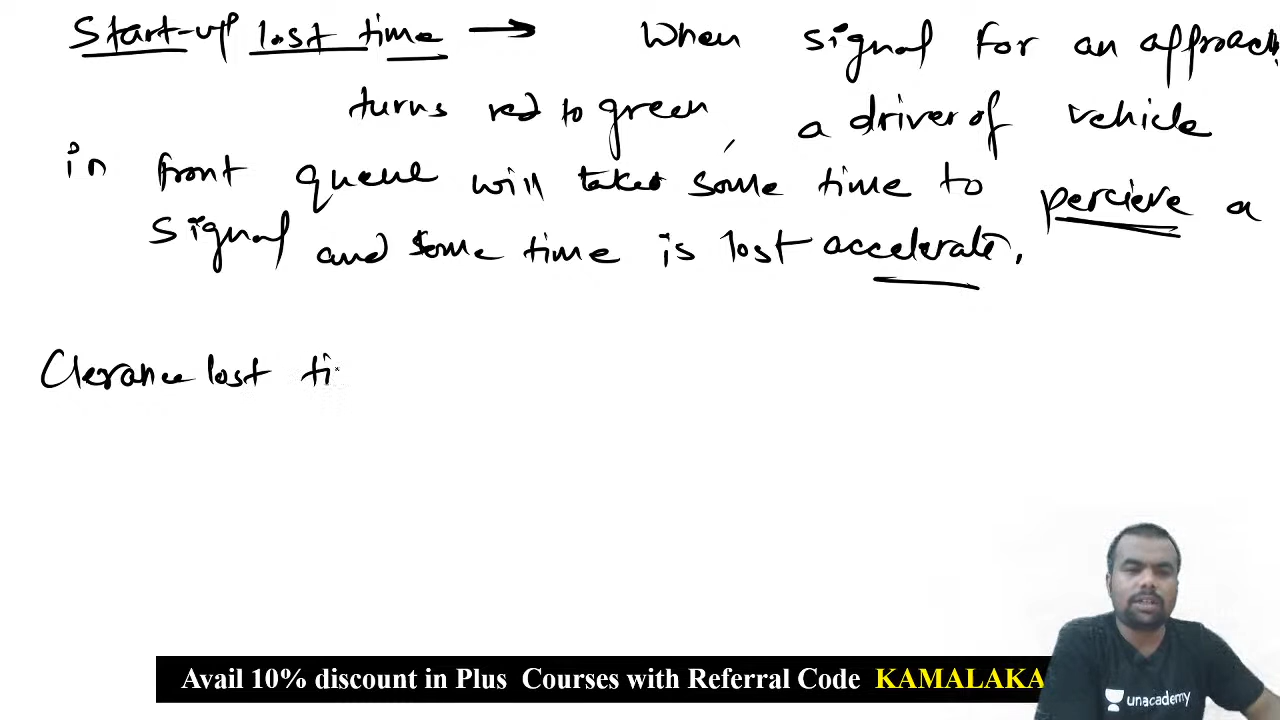 Start-up lost time → When signal for an approach
turns red to green, a driver of vehicle
in front queue will takes some time to percieve a
signal and some time is lost accelerate.
Clerance lost ti
Avail 10% discount in Plus Courses with Referral Code KAMALAKA
unacademy